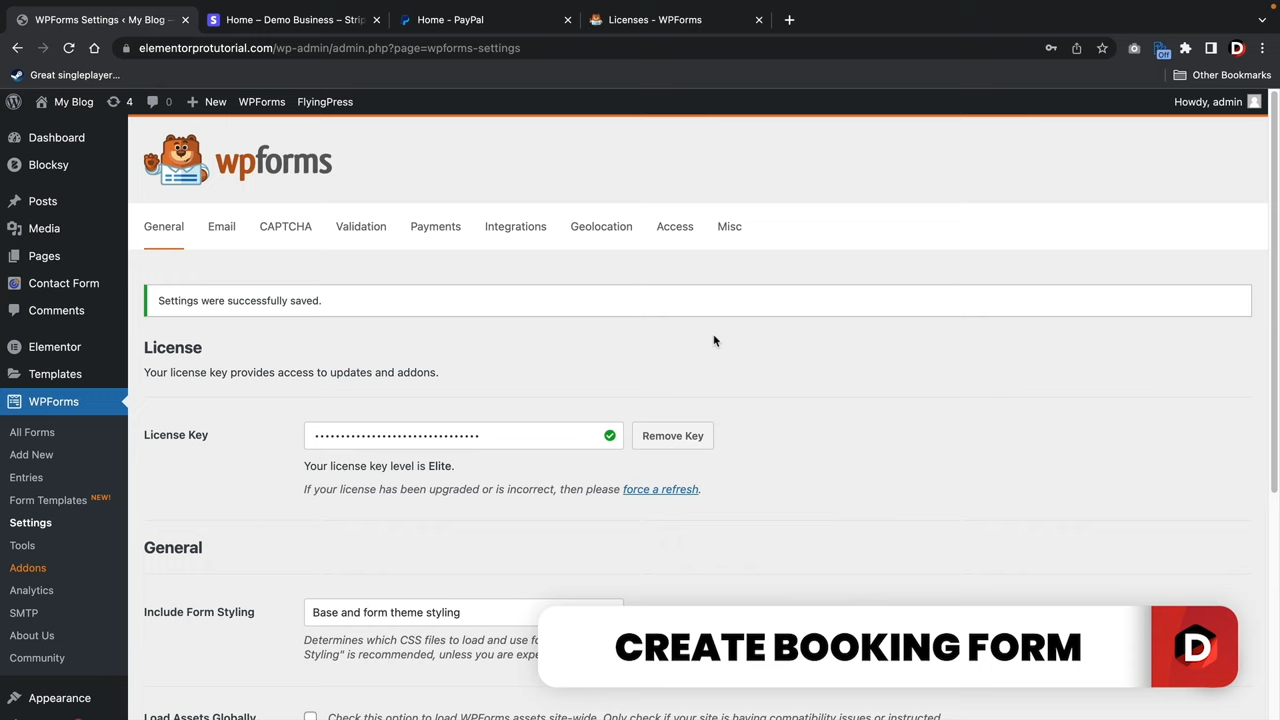 WPForms Settings ‹ My Blog —
Home – Demo Business – Strip
Home - PayPal
Licenses - WPForms
elementorprotutorial.com/wp-admin/admin.php?page=wpforms-settings
Off
D
Great singleplayer...
Other Bookmarks
My Blog
4
0
New
WPForms
FlyingPress
Howdy, admin
Dashboard
Blocksy
Posts
Media
Pages
Contact Form
Comments
Elementor
Templates
WPForms
All Forms
Add New
Entries
Form Templates NEW!
Settings
Tools
Addons
Analytics
SMTP
About Us
Community
Appearance
wpforms
General
Email
CAPTCHA
Validation
Payments
Integrations
Geolocation
Access
Misc
Settings were successfully saved.
License
Your license key provides access to updates and addons.
License Key
••••••••••••••••••••••••••••••••
Remove Key
Your license key level is Elite.
If your license has been upgraded or is incorrect, then please force a refresh.
General
Include Form Styling
Base and form theme styling
Determines which CSS files to load and use fo
Styling" is recommended, unless you are expe
Load Assets Globally
Check this option to load WPForms assets site-wide. Only check if your site is having compatibility issues or instructed
CREATE BOOKING FORM
D